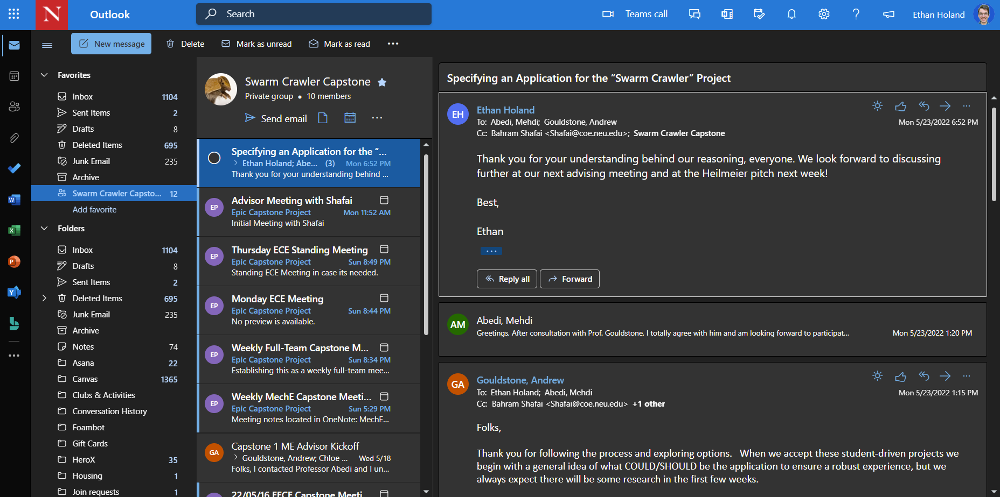 N
Outlook
Search
Teams call
Ethan Holand
New message
Delete
Mark as unread
Mark as read
Favorites
Inbox 1104
Sent Items 2
Drafts 8
Deleted Items 695
Junk Email 235
Archive
Swarm Crawler Capsto... 12
Add favorite
Folders
Inbox 1104
Drafts 8
Sent Items 2
Deleted Items 695
Junk Email 235
Archive
Notes 74
Asana 22
Canvas 1365
Clubs & Activities
Conversation History
Foambot
Gift Cards
HeroX 35
Housing 1
Join requests 1
Swarm Crawler Capstone
Private group • 10 members
Send email
Specifying an Application for the “...
Ethan Holand; Abe... (3) Mon 6:52 PM
Thank you for your understanding behind ...
EP
Advisor Meeting with Shafai
Epic Capstone Project Mon 11:52 AM
Initial Meeting with Shafai
EP
Thursday ECE Standing Meeting
Epic Capstone Project Sun 8:49 PM
Standing ECE Meeting in case its needed.
EP
Monday ECE Meeting
Epic Capstone Project Sun 8:44 PM
No preview is available.
EP
Weekly Full-Team Capstone M...
Epic Capstone Project Sun 8:34 PM
Establishing this as a weekly full-team mee...
EP
Weekly MechE Capstone Meeti...
Epic Capstone Project Sun 5:29 PM
Meeting notes located in OneNote: MechE...
GA
Capstone 1 ME Advisor Kickoff
Gouldstone, Andrew; Chloe ... Wed 5/18
Folks, I contacted Professor Abedi and I un...
22/05/16 EECE Capstone Meeti...
Specifying an Application for the “Swarm Crawler” Project
EH
Ethan Holand
To: Abedi, Mehdi; Gouldstone, Andrew
Mon 5/23/2022 6:52 PM
Cc: Bahram Shafai <Shafai@coe.neu.edu>; Swarm Crawler Capstone
Thank you for your understanding behind our reasoning, everyone. We look forward to discussing
further at our next advising meeting and at the Heilmeier pitch next week!
Best,
Ethan
Reply all
Forward
AM
Abedi, Mehdi
Greetings, After consultation with Prof. Gouldstone, I totally agree with him and am looking forward to participat... Mon 5/23/2022 1:20 PM
GA
Gouldstone, Andrew
To: Ethan Holand; Abedi, Mehdi
Mon 5/23/2022 1:15 PM
Cc: Bahram Shafai <Shafai@coe.neu.edu> +1 other
Folks,
Thank you for following the process and exploring options. When we accept these student-driven projects we
begin with a general idea of what COULD/SHOULD be the application to ensure a robust experience, but we
always expect there will be some research in the first few weeks.